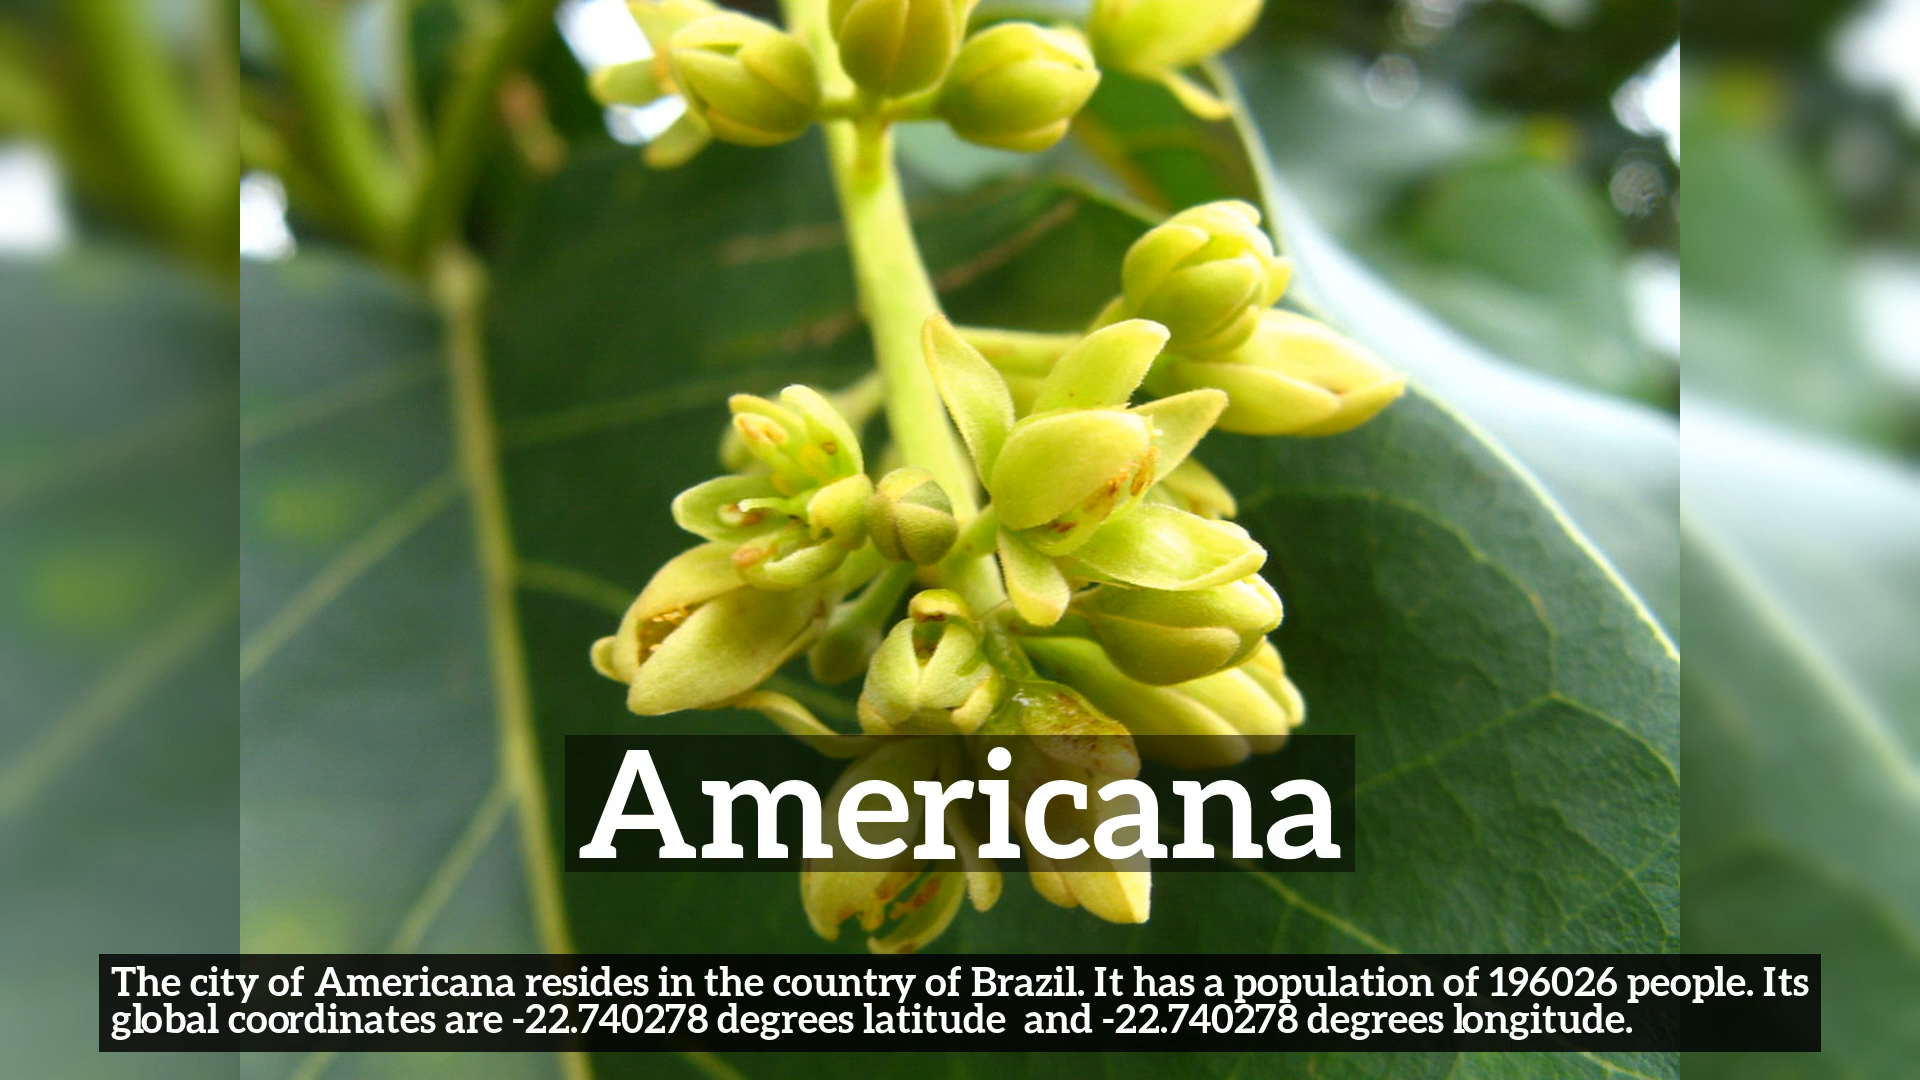 Americana
The city of Americana resides in the country of Brazil. It has a population of 196026 people. Its
global coordinates are -22.740278 degrees latitude  and -22.740278 degrees longitude.